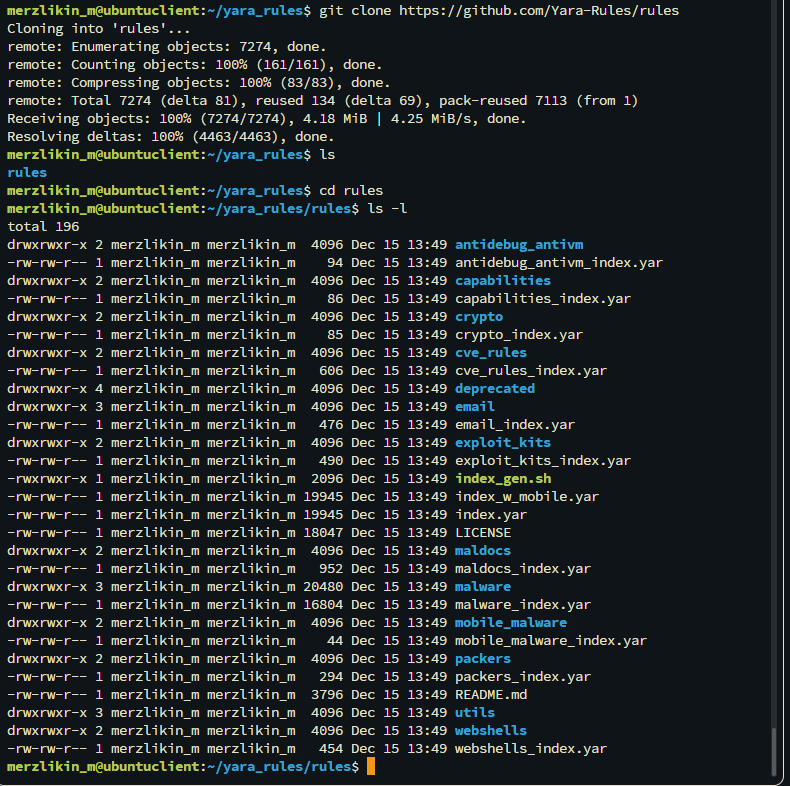 merzlikin_m@ubuntuclient:~/yara_rules$ git clone https://github.com/Yara-Rules/rules
Cloning into 'rules'...
remote: Enumerating objects: 7274, done.
remote: Counting objects: 100% (161/161), done.
remote: Compressing objects: 100% (83/83), done.
remote: Total 7274 (delta 81), reused 134 (delta 69), pack-reused 7113 (from 1)
Receiving objects: 100% (7274/7274), 4.18 MiB | 4.25 MiB/s, done.
Resolving deltas: 100% (4463/4463), done.
merzlikin_m@ubuntuclient:~/yara_rules$ ls
rules
merzlikin_m@ubuntuclient:~/yara_rules$ cd rules
merzlikin_m@ubuntuclient:~/yara_rules/rules$ ls -l
total 196
drwxrwxr-x 2 merzlikin_m merzlikin_m  4096 Dec 15 13:49 antidebug_antivm
-rw-rw-r-- 1 merzlikin_m merzlikin_m    94 Dec 15 13:49 antidebug_antivm_index.yar
drwxrwxr-x 2 merzlikin_m merzlikin_m  4096 Dec 15 13:49 capabilities
-rw-rw-r-- 1 merzlikin_m merzlikin_m    86 Dec 15 13:49 capabilities_index.yar
drwxrwxr-x 2 merzlikin_m merzlikin_m  4096 Dec 15 13:49 crypto
-rw-rw-r-- 1 merzlikin_m merzlikin_m    85 Dec 15 13:49 crypto_index.yar
drwxrwxr-x 2 merzlikin_m merzlikin_m  4096 Dec 15 13:49 cve_rules
-rw-rw-r-- 1 merzlikin_m merzlikin_m   606 Dec 15 13:49 cve_rules_index.yar
drwxrwxr-x 4 merzlikin_m merzlikin_m  4096 Dec 15 13:49 deprecated
drwxrwxr-x 3 merzlikin_m merzlikin_m  4096 Dec 15 13:49 email
-rw-rw-r-- 1 merzlikin_m merzlikin_m   476 Dec 15 13:49 email_index.yar
drwxrwxr-x 2 merzlikin_m merzlikin_m  4096 Dec 15 13:49 exploit_kits
-rw-rw-r-- 1 merzlikin_m merzlikin_m   490 Dec 15 13:49 exploit_kits_index.yar
-rwxrwxr-x 1 merzlikin_m merzlikin_m  2096 Dec 15 13:49 index_gen.sh
-rw-rw-r-- 1 merzlikin_m merzlikin_m 19945 Dec 15 13:49 index_w_mobile.yar
-rw-rw-r-- 1 merzlikin_m merzlikin_m 19945 Dec 15 13:49 index.yar
-rw-rw-r-- 1 merzlikin_m merzlikin_m 18047 Dec 15 13:49 LICENSE
drwxrwxr-x 2 merzlikin_m merzlikin_m  4096 Dec 15 13:49 maldocs
-rw-rw-r-- 1 merzlikin_m merzlikin_m   952 Dec 15 13:49 maldocs_index.yar
drwxrwxr-x 3 merzlikin_m merzlikin_m 20480 Dec 15 13:49 malware
-rw-rw-r-- 1 merzlikin_m merzlikin_m 16804 Dec 15 13:49 malware_index.yar
drwxrwxr-x 2 merzlikin_m merzlikin_m  4096 Dec 15 13:49 mobile_malware
-rw-rw-r-- 1 merzlikin_m merzlikin_m    44 Dec 15 13:49 mobile_malware_index.yar
drwxrwxr-x 2 merzlikin_m merzlikin_m  4096 Dec 15 13:49 packers
-rw-rw-r-- 1 merzlikin_m merzlikin_m   294 Dec 15 13:49 packers_index.yar
-rw-rw-r-- 1 merzlikin_m merzlikin_m  3796 Dec 15 13:49 README.md
drwxrwxr-x 3 merzlikin_m merzlikin_m  4096 Dec 15 13:49 utils
drwxrwxr-x 2 merzlikin_m merzlikin_m  4096 Dec 15 13:49 webshells
-rw-rw-r-- 1 merzlikin_m merzlikin_m   454 Dec 15 13:49 webshells_index.yar
merzlikin_m@ubuntuclient:~/yara_rules/rules$